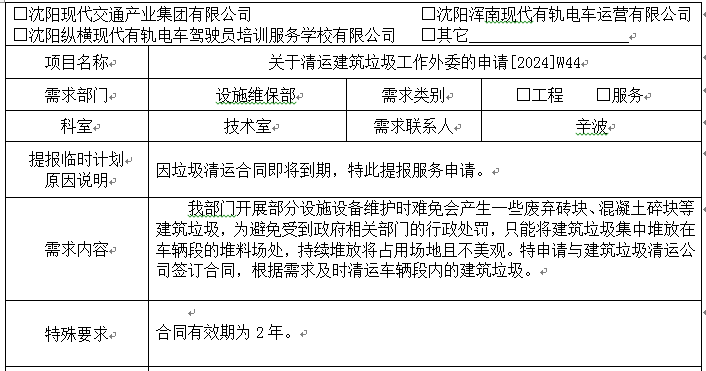 □沈阳现代交通产业集团有限公司 □沈阳浑南现代有轨电车运营有限公司
□沈阳纵横现代有轨电车驾驶员培训服务学校有限公司 □其它
项目名称 关于清运建筑垃圾工作外委的申请[2024]W44
需求部门 设施维保部 需求类别 □工程 □服务
科室 技术室 需求联系人 辛波
提报临时计划
原因说明
因垃圾清运合同即将到期，特此提报服务申请。
需求内容
我部门开展部分设施设备维护时难免会产生一些废弃砖块、混凝土碎块等
建筑垃圾，为避免受到政府相关部门的行政处罚，只能将建筑垃圾集中堆放在
车辆段的堆料场处，持续堆放将占用场地且不美观。特申请与建筑垃圾清运公
司签订合同，根据需求及时清运车辆段内的建筑垃圾。
特殊要求 合同有效期为 2 年。